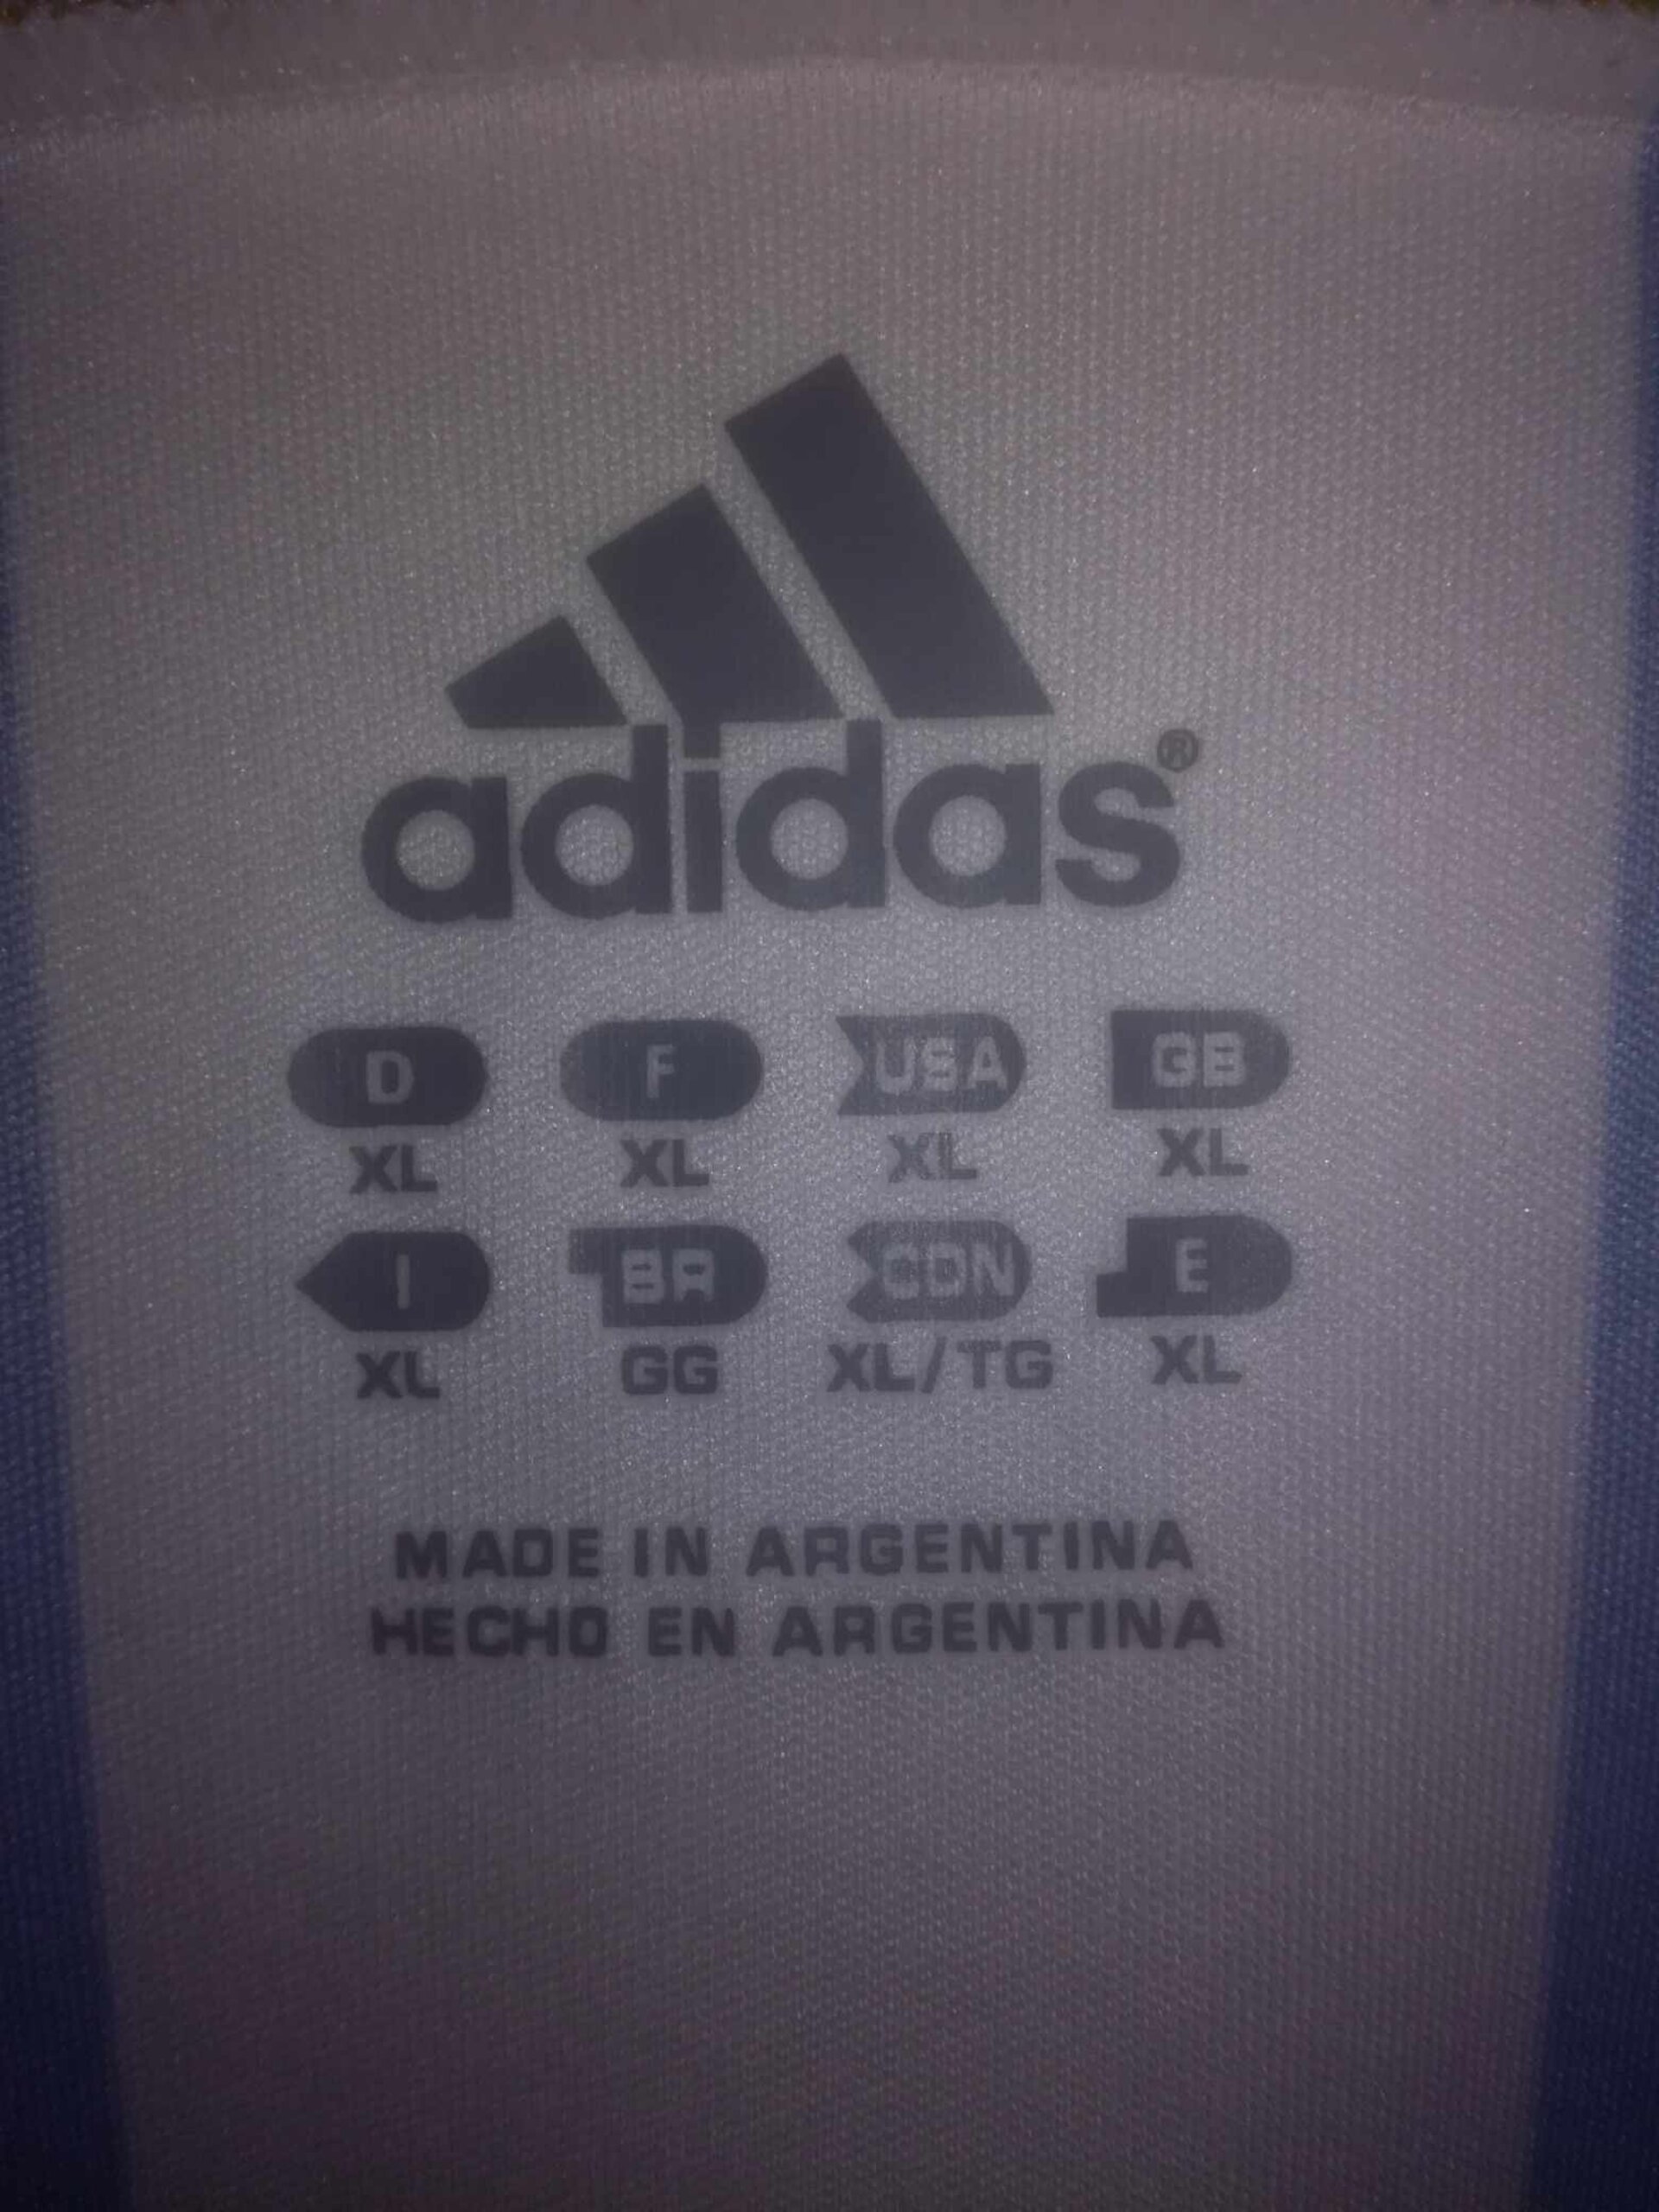 adidas®
D F USA GB
XL XL XL XL
I BR CDN E
XL GG XL/TG XL
MADE IN ARGENTINA
HECHO EN ARGENTINA